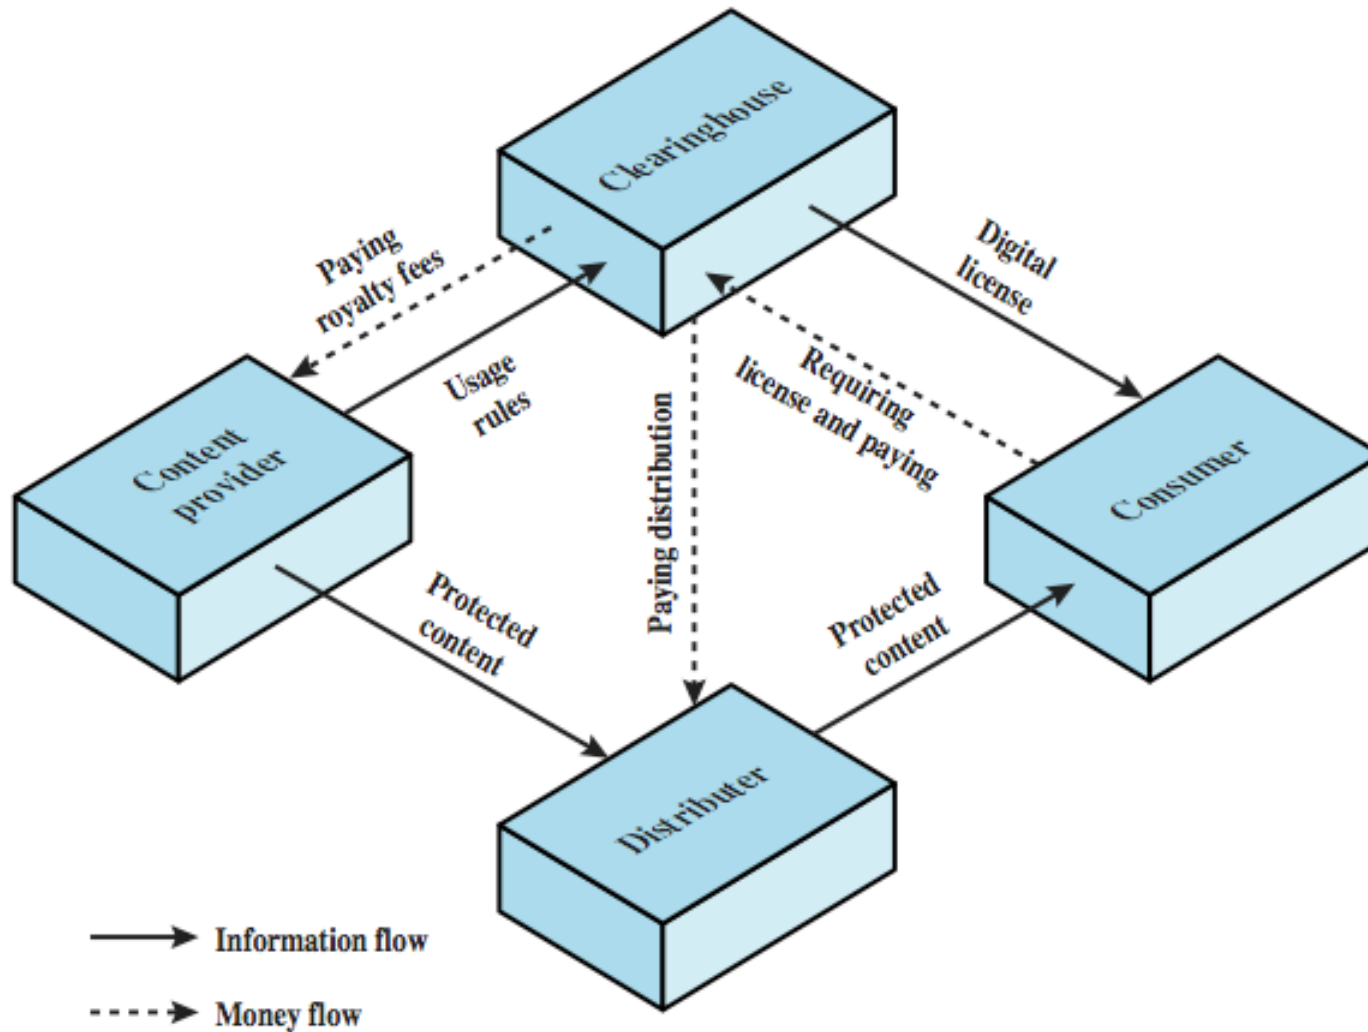 Clearinghouse
Paying
royalty fees
Usage
rules
Digital
license
Requiring
license and paying
Content
provider
Paying distribution
Consumer
Protected
content
Protected
content
Distributer
Information flow
Money flow